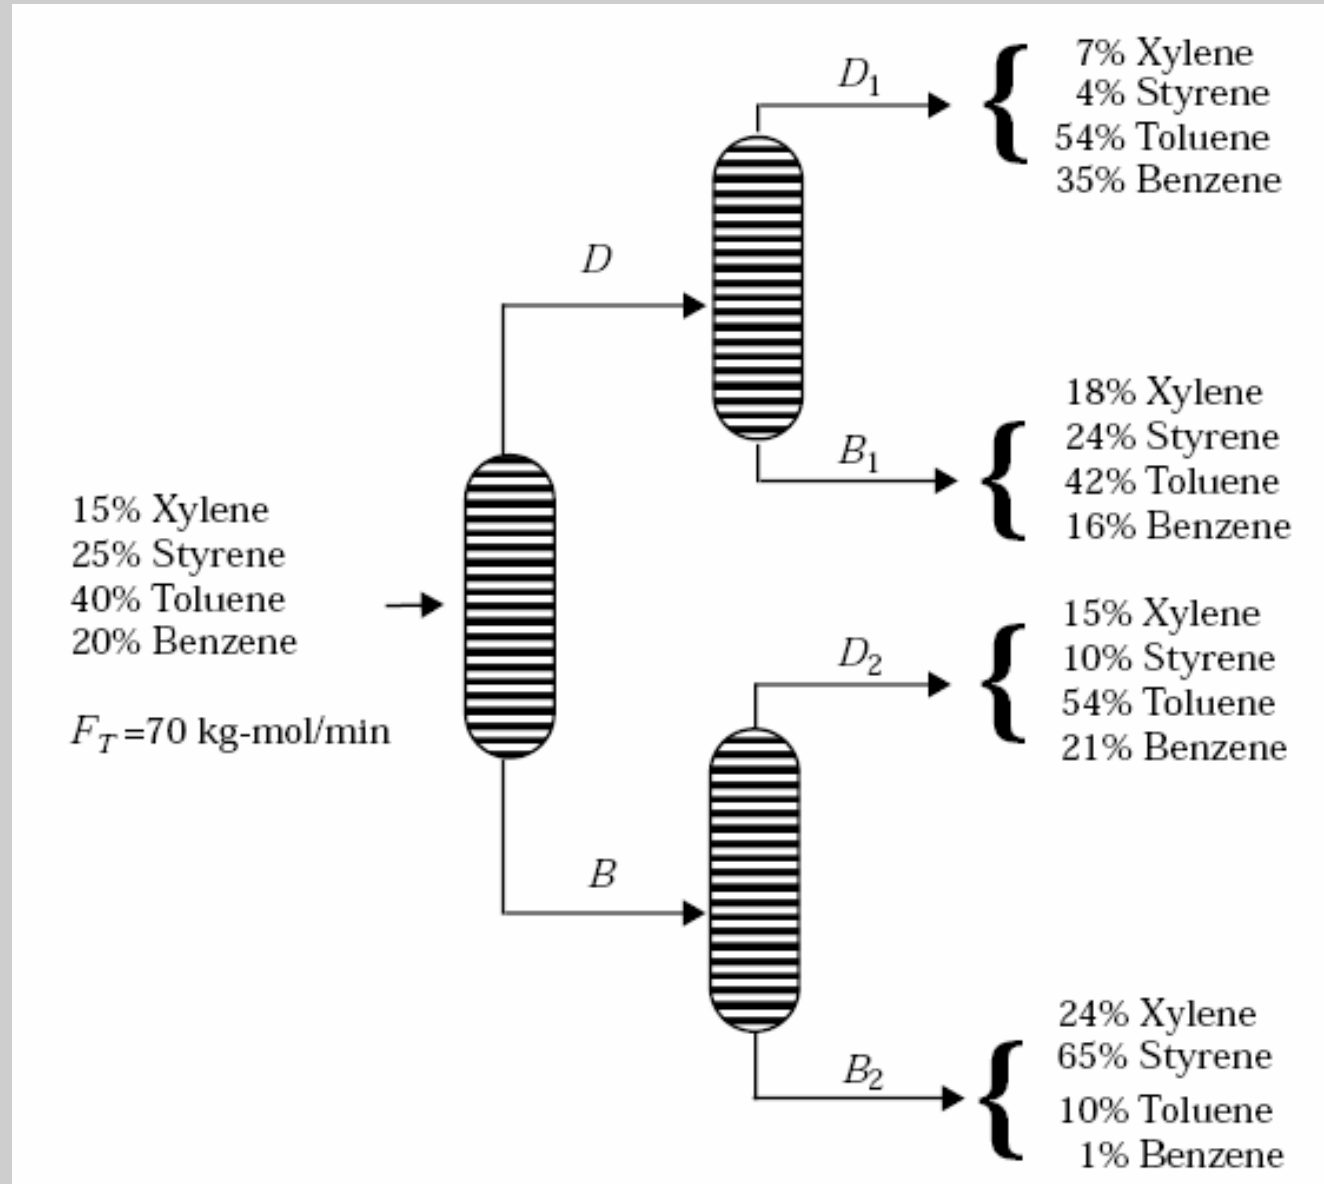 D₁
7% Xylene
4% Styrene
54% Toluene
35% Benzene
D
B₁
18% Xylene
24% Styrene
42% Toluene
16% Benzene
15% Xylene
25% Styrene
40% Toluene
20% Benzene
F_T =70 kg-mol/min
D₂
15% Xylene
10% Styrene
54% Toluene
21% Benzene
B
B₂
24% Xylene
65% Styrene
10% Toluene
1% Benzene